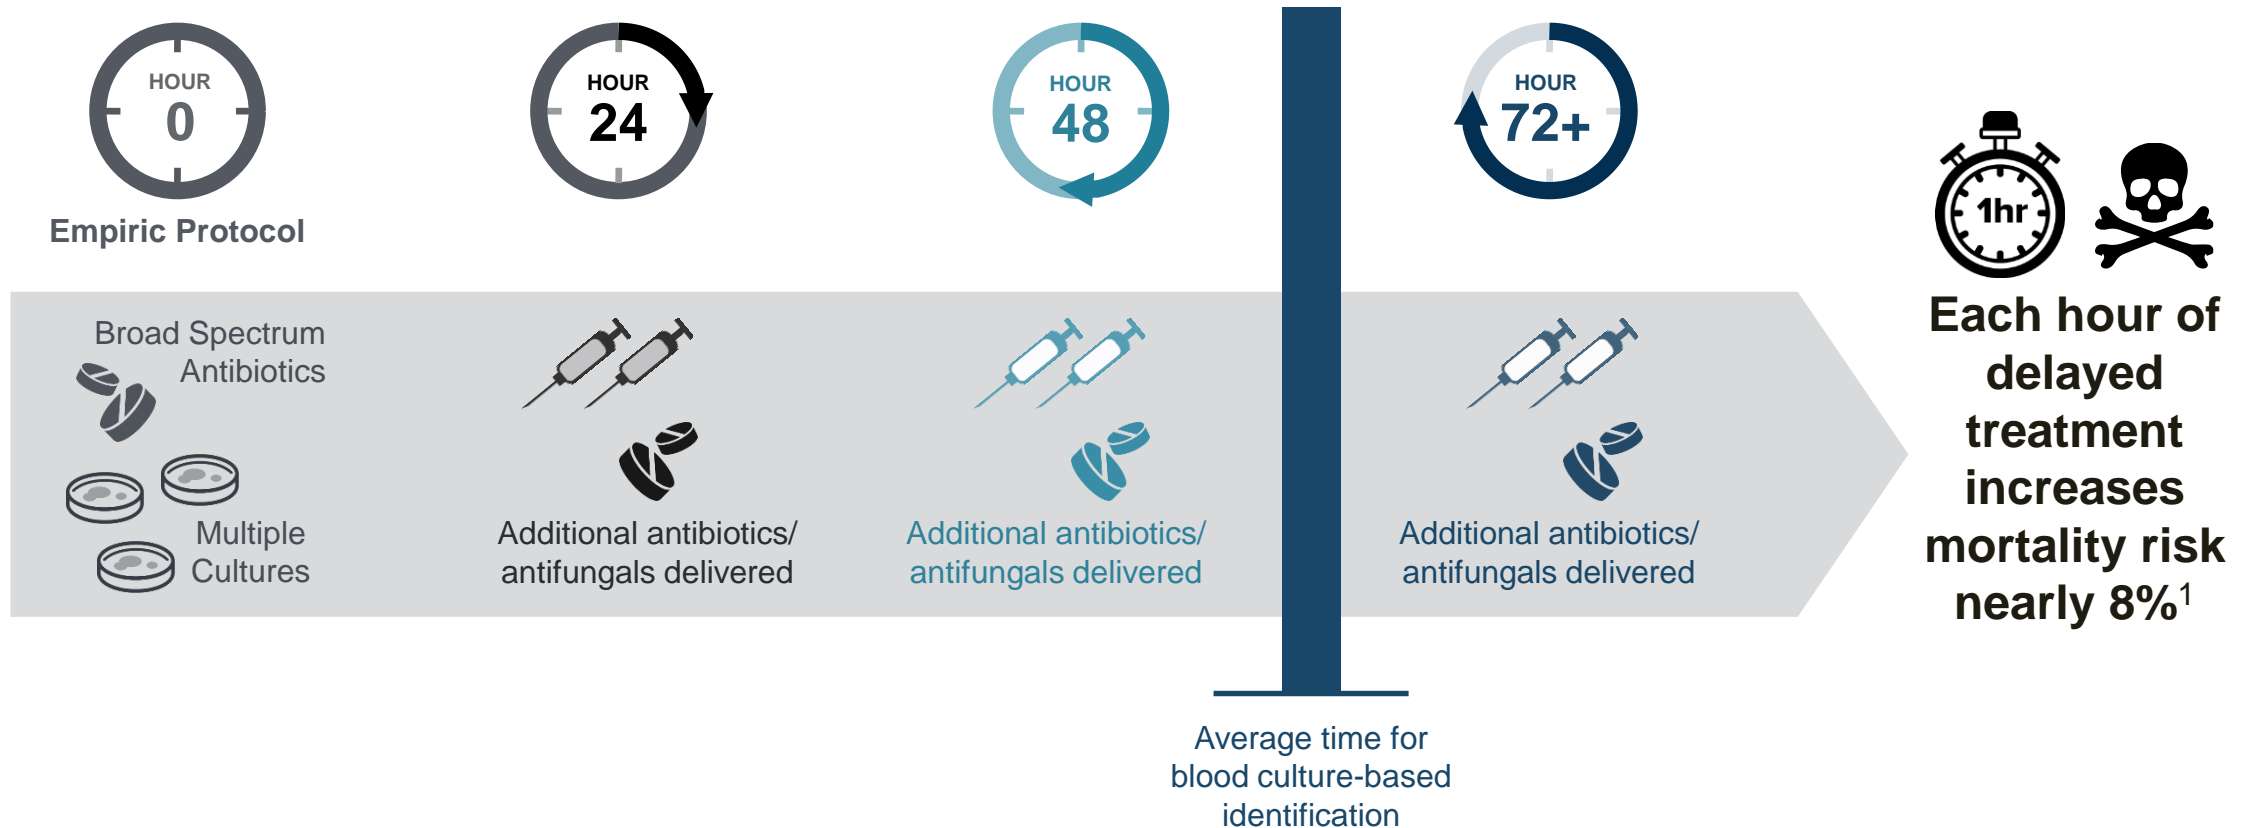 HOUR
0
Empiric Protocol
HOUR
24
HOUR
48
HOUR
72+
Broad Spectrum
Antibiotics
Multiple
Cultures
Additional antibiotics/
antifungals delivered
Additional antibiotics/
antifungals delivered
Additional antibiotics/
antifungals delivered
Average time for
blood culture-based
identification
1hr
Each hour of
delayed
treatment
increases
mortality risk
nearly 8%¹